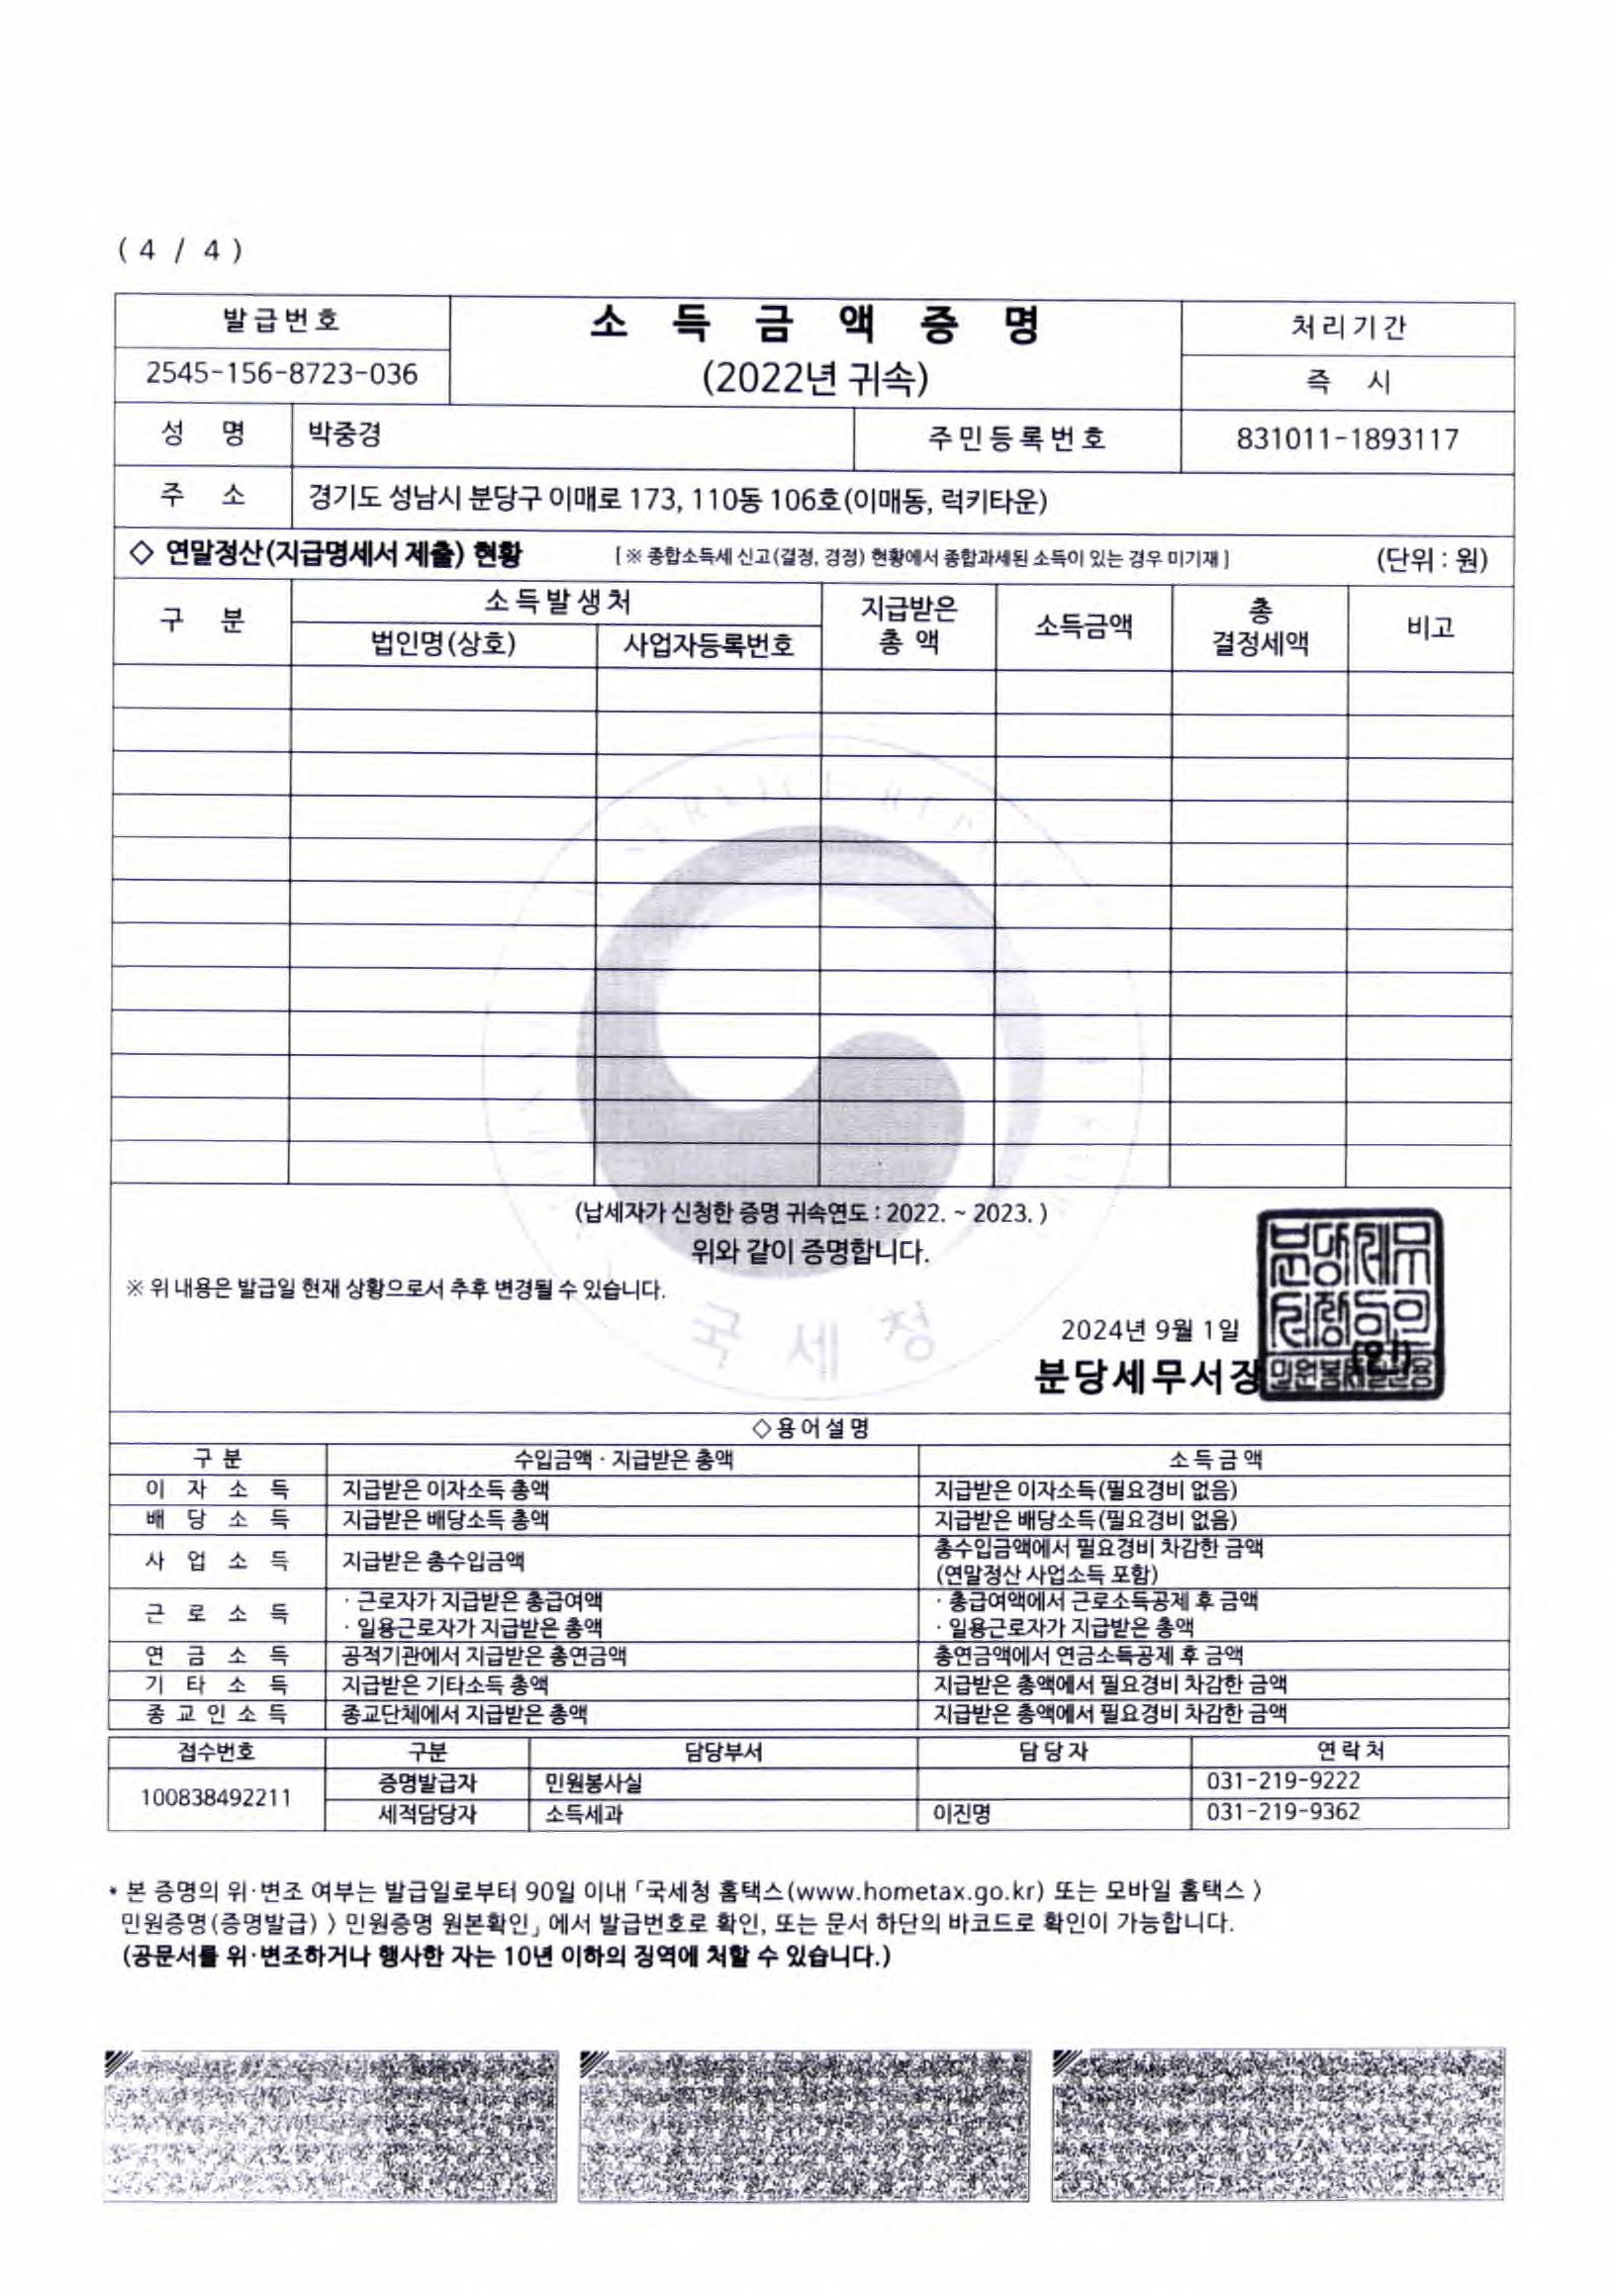 ( 4 / 4 )
발급번호
소 득 금 액 증 명
처리기간
2545-156-8723-036
(2022년 귀속)
즉 시
성 명 박중경 주민등록번호 831011-1893117
주 소 경기도 성남시 분당구 이매로 173, 110동 106호(이매동, 럭키타운)
◇ 연말정산(지급명세서 제출) 현황 [ ※ 종합소득세 신고(결정, 경정) 현황에서 종합과세된 소득이 있는 경우 미기재 ] (단위 : 원)
구 분 소득발생처 지급받은 총 액 소득금액 총 결정세액 비고
법인명(상호) 사업자등록번호
(납세자가 신청한 증명 귀속연도 : 2022. ~ 2023. )
위와 같이 증명합니다.
※ 위 내용은 발급일 현재 상황으로서 추후 변경될 수 있습니다.
국 세 청
2024년 9월 1일
분당세무서장 (인)
◇용어설명
구 분 수입금액 · 지급받은 총액 소득금액
이 자 소 득 지급받은 이자소득 총액 지급받은 이자소득(필요경비 없음)
배 당 소 득 지급받은 배당소득 총액 지급받은 배당소득(필요경비 없음)
사 업 소 득 지급받은 총수입금액 총수입금액에서 필요경비 차감한 금액
(연말정산 사업소득 포함)
근 로 소 득 · 근로자가 지급받은 총급여액 · 총급여액에서 근로소득공제 후 금액
· 일용근로자가 지급받은 총액 · 일용근로자가 지급받은 총액
연 금 소 득 공적기관에서 지급받은 총연금액 총연금액에서 연금소득공제 후 금액
기 타 소 득 지급받은 기타소득 총액 지급받은 총액에서 필요경비 차감한 금액
종 교 인 소 득 종교단체에서 지급받은 총액 지급받은 총액에서 필요경비 차감한 금액
접수번호 구분 담당부서 담당자 연락처
100838492211 증명발급자 민원봉사실 031-219-9222
세적담당자 소득세과 이진명 031-219-9362
* 본 증명의 위·변조 여부는 발급일로부터 90일 이내 「국세청 홈택스(www.hometax.go.kr) 또는 모바일 홈택스 〉
민원증명(증명발급) 〉 민원증명 원본확인」 에서 발급번호로 확인, 또는 문서 하단의 바코드로 확인이 가능합니다.
(공문서를 위·변조하거나 행사한 자는 10년 이하의 징역에 처할 수 있습니다.)